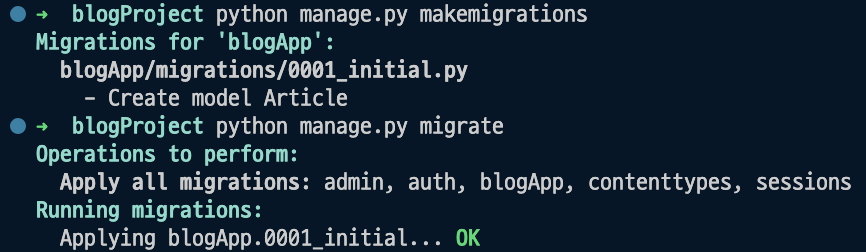 ➜ blogProject python manage.py makemigrations
Migrations for 'blogApp':
blogApp/migrations/0001_initial.py
- Create model Article
➜ blogProject python manage.py migrate
Operations to perform:
Apply all migrations: admin, auth, blogApp, contenttypes, sessions
Running migrations:
Applying blogApp.0001_initial... OK